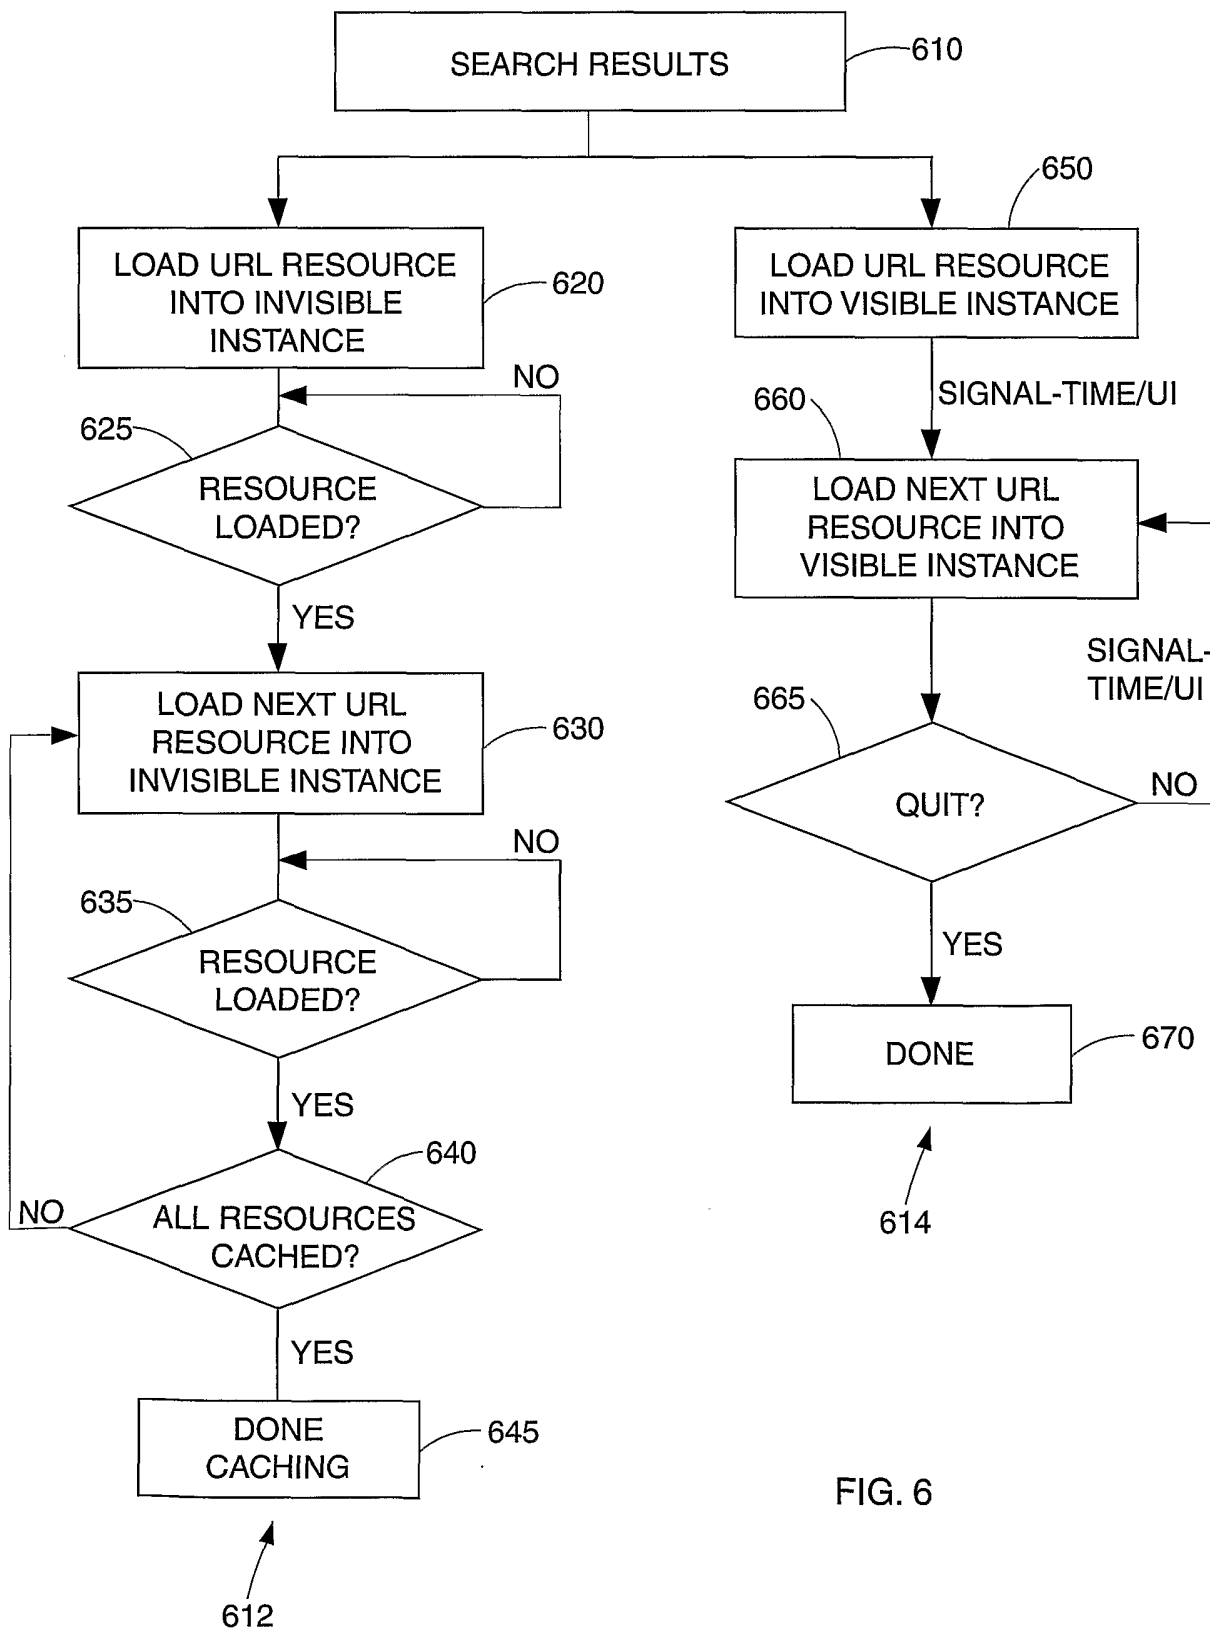 SEARCH RESULTS
610
650
LOAD URL RESOURCE
INTO INVISIBLE
INSTANCE
620
LOAD URL RESOURCE
INTO VISIBLE INSTANCE
NO
SIGNAL-TIME/UI
660
625
RESOURCE
LOADED?
LOAD NEXT URL
RESOURCE INTO
VISIBLE INSTANCE
YES
SIGNAL-
TIME/UI
LOAD NEXT URL
RESOURCE INTO
INVISIBLE INSTANCE
630
665
QUIT?
NO
NO
635
RESOURCE
LOADED?
YES
DONE
670
YES
640
ALL RESOURCES
CACHED?
NO
614
YES
DONE
CACHING
645
FIG. 6
612